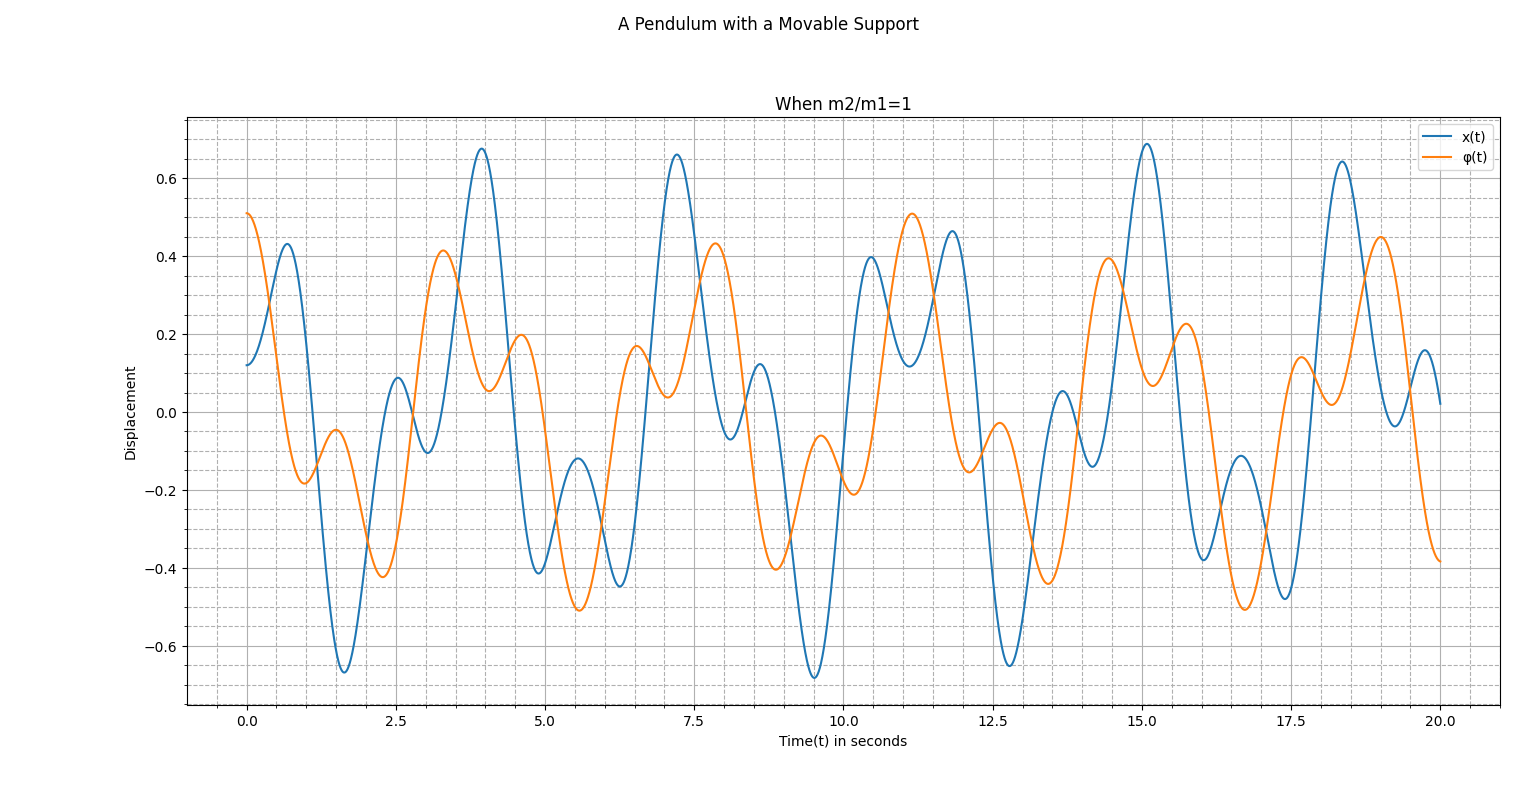 A Pendulum with a Movable Support
When m2/m1=1
x(t)
φ(t)
Displacement
0.6
0.4
0.2
0.0
−0.2
−0.4
−0.6
0.0 2.5 5.0 7.5 10.0 12.5 15.0 17.5 20.0
Time(t) in seconds